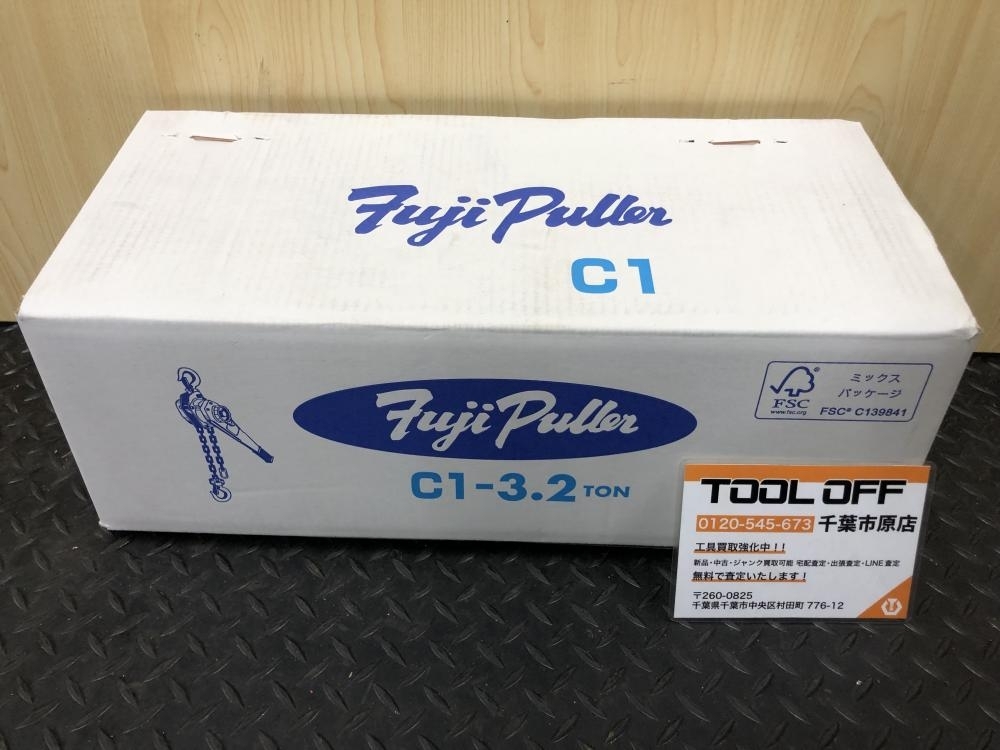 Fuji Puller
C1
Fuji Puller
C1-3.2 TON
FSC
www.fsc.org
ミックス
パッケージ
FSC® C139841
TOOL OFF
0120-545-673 千葉市原店
工具買取強化中！！
新品・中古・ジャンク買取可能 宅配査定・出張査定・LINE査定
無料で査定いたします！
〒260-0825
千葉県千葉市中央区村田町 776-12